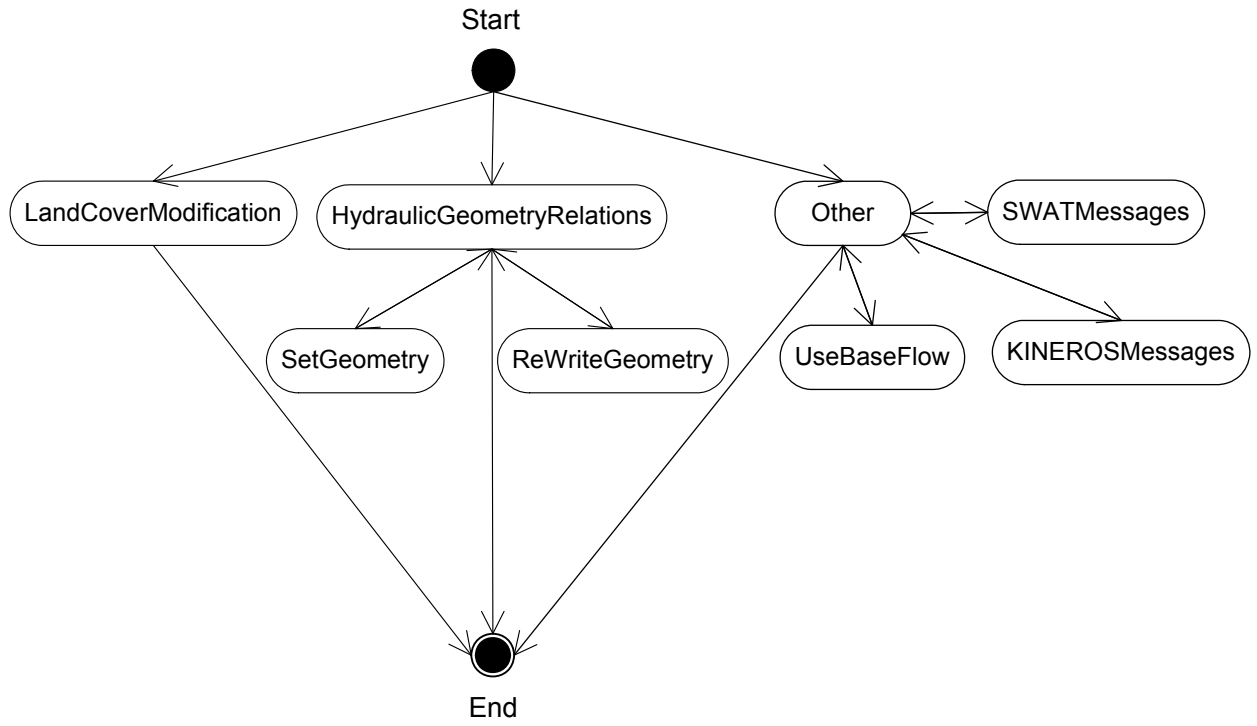 Start
LandCoverModification
HydraulicGeometryRelations
Other
SWATMessages
SetGeometry
ReWriteGeometry
UseBaseFlow
KINEROSMessages
End